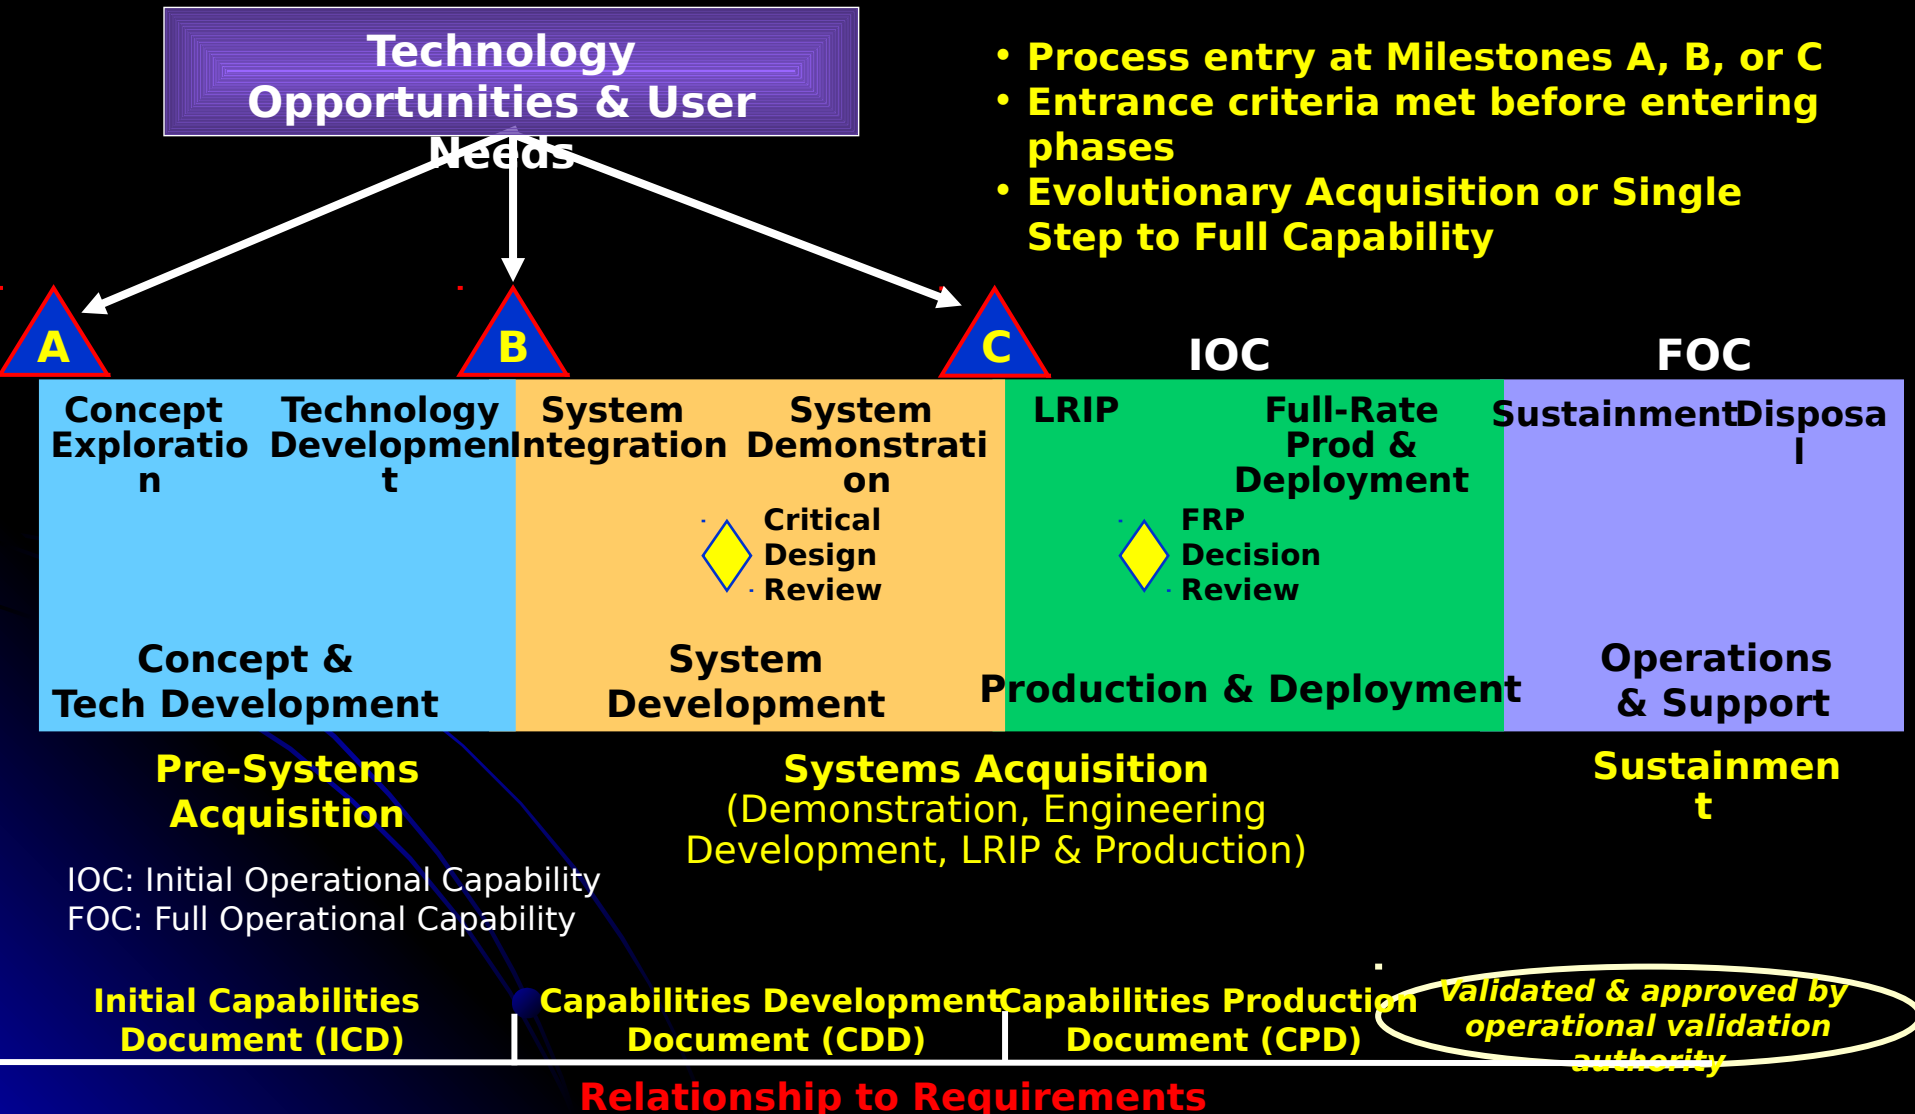 Technology
Opportunities & User
Needs
• Process entry at Milestones A, B, or C
• Entrance criteria met before entering
phases
• Evolutionary Acquisition or Single
Step to Full Capability
A
B
C
IOC
FOC
Concept
Exploratio
n
Technology
Developmen
t
System
Integration
System
Demonstrati
on
LRIP
Full-Rate
Prod &
Deployment
Sustainment
Disposa
l
Critical
Design
Review
FRP
Decision
Review
Concept &
Tech Development
System
Development
Production & Deployment
Operations
& Support
Pre-Systems
Acquisition
Systems Acquisition
(Demonstration, Engineering
Development, LRIP & Production)
Sustainmen
t
IOC: Initial Operational Capability
FOC: Full Operational Capability
Initial Capabilities
Document (ICD)
Capabilities Development
Document (CDD)
Capabilities Production
Document (CPD)
Validated & approved by
operational validation
authority
Relationship to Requirements